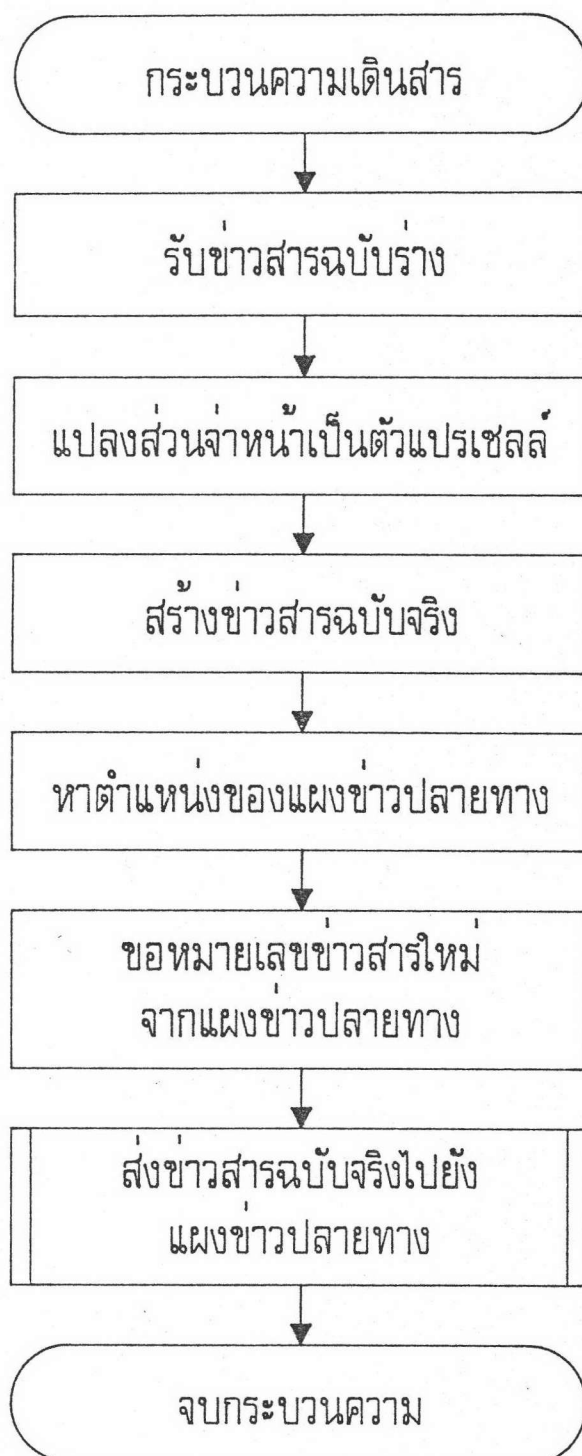 กระบวนความเดินสาร
รับข่าวสารฉบับร่าง
แปลงส่วนจ่าหน้าเป็นตัวแปรเชลล์
สร้างข่าวสารฉบับจริง
หาตำแหน่งของแผงข่าวปลายทาง
ขอหมายเลขข่าวสารใหม่
จากแผงข่าวปลายทาง
ส่งข่าวสารฉบับจริงไปยัง
แผงข่าวปลายทาง
จบกระบวนความ